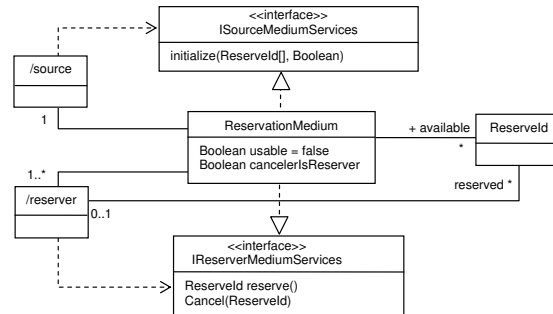 <<interface>>
ISourceMediumServices
initialize(ReserveId[], Boolean)
/source
1
ReservationMedium
Boolean usable = false
Boolean cancelerIsReserver
+ available
*
ReserveId
1..*
reserved *
/reserver
0..1
<<interface>>
IReserverMediumServices
ReserveId reserve()
Cancel(ReserveId)